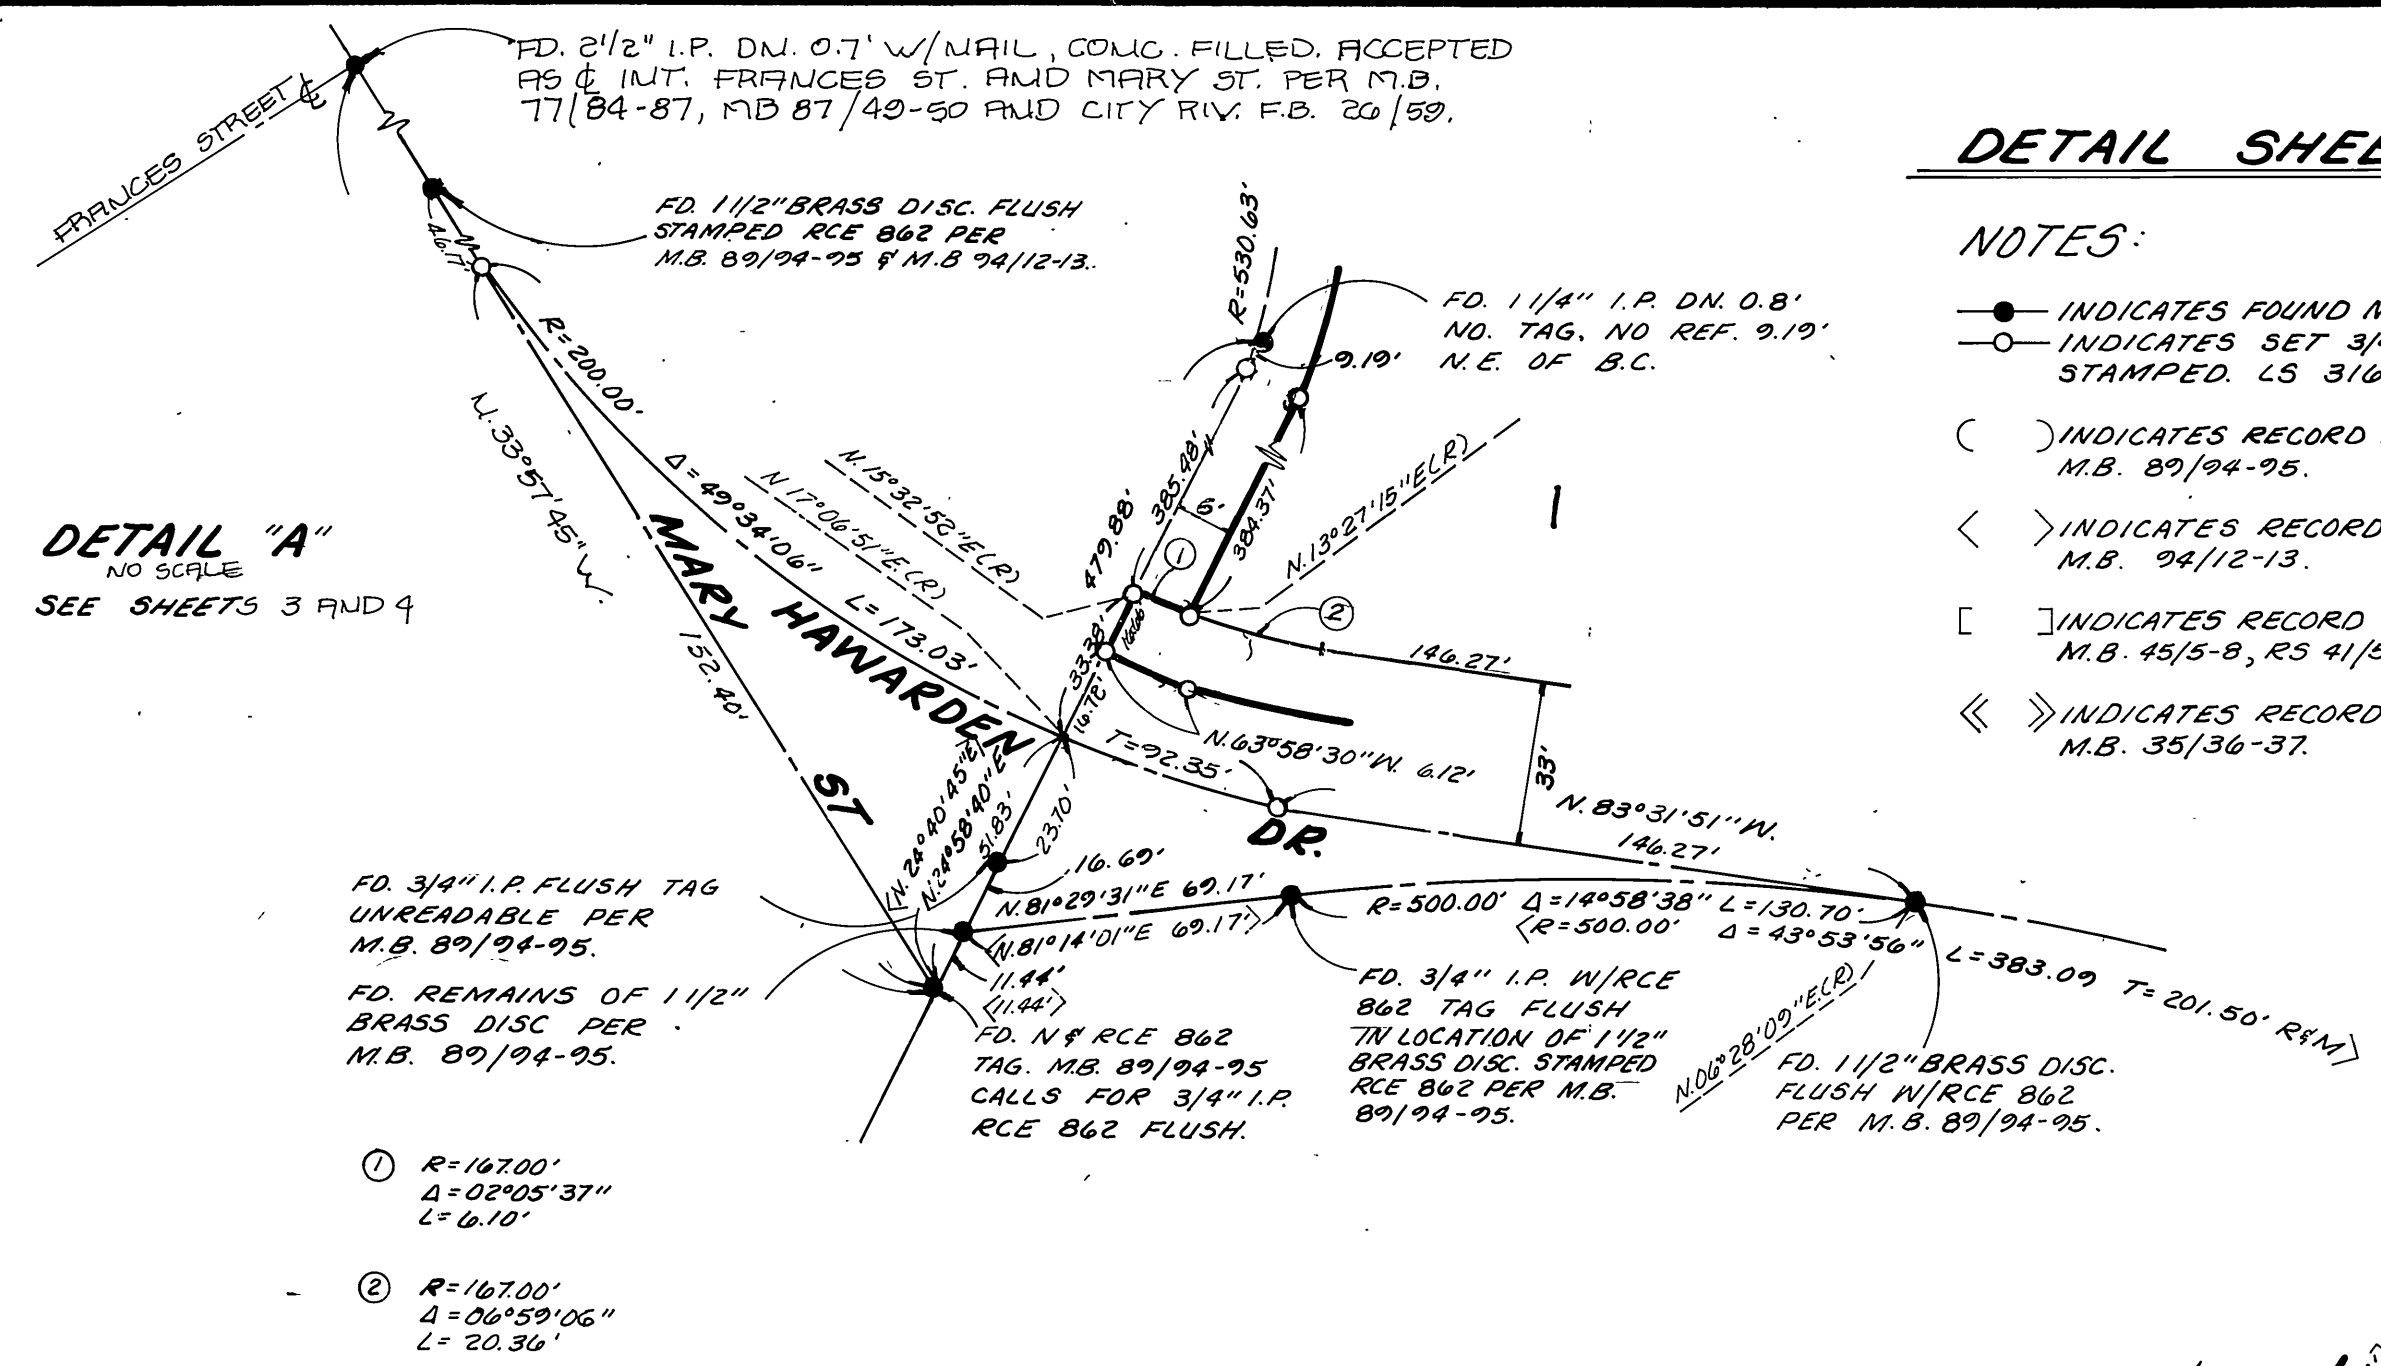 FD. 2 1/2" I.P. DN. 0.7' W/NAIL, CONC. FILLED. ACCEPTED
AS ℄ INT. FRANCES ST. AND MARY ST. PER M.B.
77/84-87, MB 87/49-50 AND CITY RIV. F.B. 26/59.
FRANCES STREET ℄
FD. 1 1/2" BRASS DISC. FLUSH
STAMPED RCE 862 PER
M.B. 89/94-95 & M.B 94/12-13.
46.17'
DETAIL SHEE
NOTES:
INDICATES FOUND M
INDICATES SET 3/4
STAMPED. LS 316
( ) INDICATES RECORD
M.B. 89/94-95.
< > INDICATES RECORD
M.B. 94/12-13.
[ ] INDICATES RECORD
M.B. 45/5-8, RS 41/5
≪ ≫ INDICATES RECORD
M.B. 35/36-37.
R=530.63'
FD. 1 1/4" I.P. DN. 0.8'
NO. TAG, NO REF. 9.19'
N.E. OF B.C.
9.19'
R=200.00'
Δ=49°34'06"
L=173.03'
N.33°57'45"W.
152.40'
N.15°32'52"E(R)
N 17°06'51"E.(R)
N.13°27'15"E(R)
479.88'
385.48'
6'
384.37'
1
①
②
DETAIL "A"
NO SCALE
SEE SHEETS 3 AND 4
MARY ST
HAWARDEN DR.
33.38'
16.66
16.72'
146.27'
T=92.35'
N.63°58'30"W. 6.12'
33'
N.83°31'51"W.
146.27'
<N.24°40'45"E>
N.24°58'40"E
51.83'
23.70'
16.69'
N.81°29'31"E 69.17'
<N.81°14'01"E 69.17'>
11.44'
<11.44'>
R=500.00' Δ=14°58'38" L=130.70'
<R=500.00' Δ=43°53'56" L=383.09 T=201.50' R&M>
N.06°28'09"E.(R)
FD. 3/4" I.P. FLUSH TAG
UNREADABLE PER
M.B. 89/94-95.
FD. REMAINS OF 1 1/2"
BRASS DISC PER
M.B. 89/94-95.
FD. N & RCE 862
TAG. M.B. 89/94-95
CALLS FOR 3/4" I.P.
RCE 862 FLUSH.
FD. 3/4" I.P. W/RCE
862 TAG FLUSH
IN LOCATION OF 1 1/2"
BRASS DISC. STAMPED
RCE 862 PER M.B.
89/94-95.
FD. 1 1/2" BRASS DISC.
FLUSH W/RCE 862
PER M.B. 89/94-95.
① R=167.00'
Δ=02°05'37"
L=6.10'
② R=167.00'
Δ=06°59'06"
L=20.36'